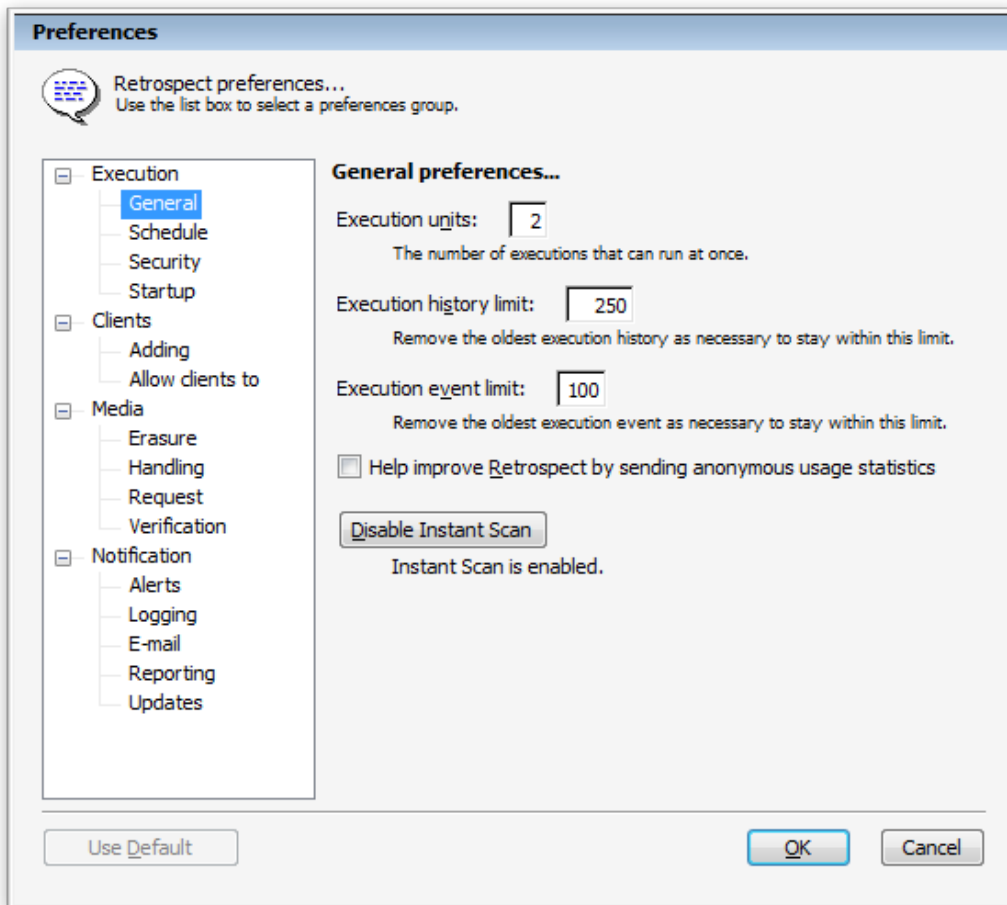 Preferences
Retrospect preferences...
Use the list box to select a preferences group.
Execution
General
Schedule
Security
Startup
Clients
Adding
Allow clients to
Media
Erasure
Handling
Request
Verification
Notification
Alerts
Logging
E-mail
Reporting
Updates
General preferences...
Execution units: 2
The number of executions that can run at once.
Execution history limit: 250
Remove the oldest execution history as necessary to stay within this limit.
Execution event limit: 100
Remove the oldest execution event as necessary to stay within this limit.
Help improve Retrospect by sending anonymous usage statistics
Disable Instant Scan
Instant Scan is enabled.
Use Default
OK
Cancel